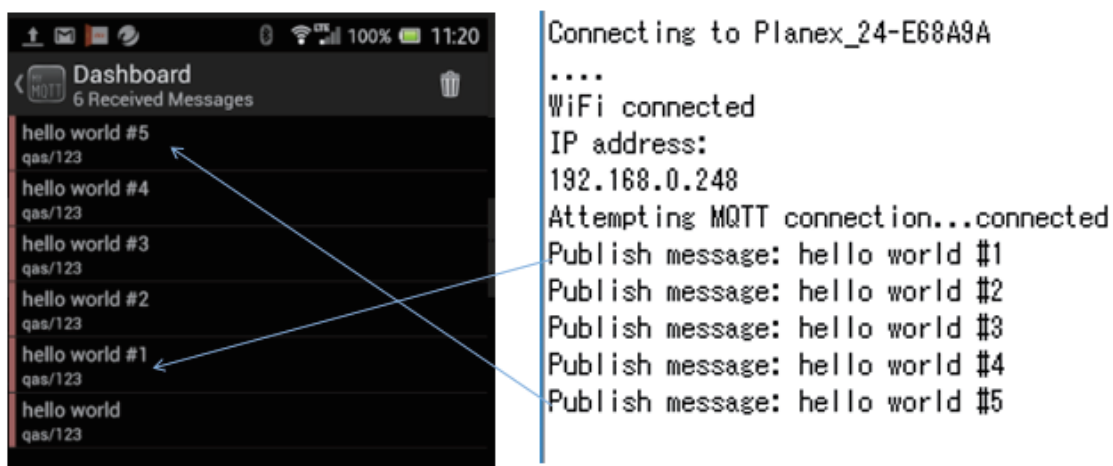 LTE 100% 11:20
MY MQTT
Dashboard
6 Received Messages
hello world #5
qas/123
hello world #4
qas/123
hello world #3
qas/123
hello world #2
qas/123
hello world #1
qas/123
hello world
qas/123
Connecting to Planex_24-E68A9A
....
WiFi connected
IP address:
192.168.0.248
Attempting MQTT connection...connected
Publish message: hello world #1
Publish message: hello world #2
Publish message: hello world #3
Publish message: hello world #4
Publish message: hello world #5